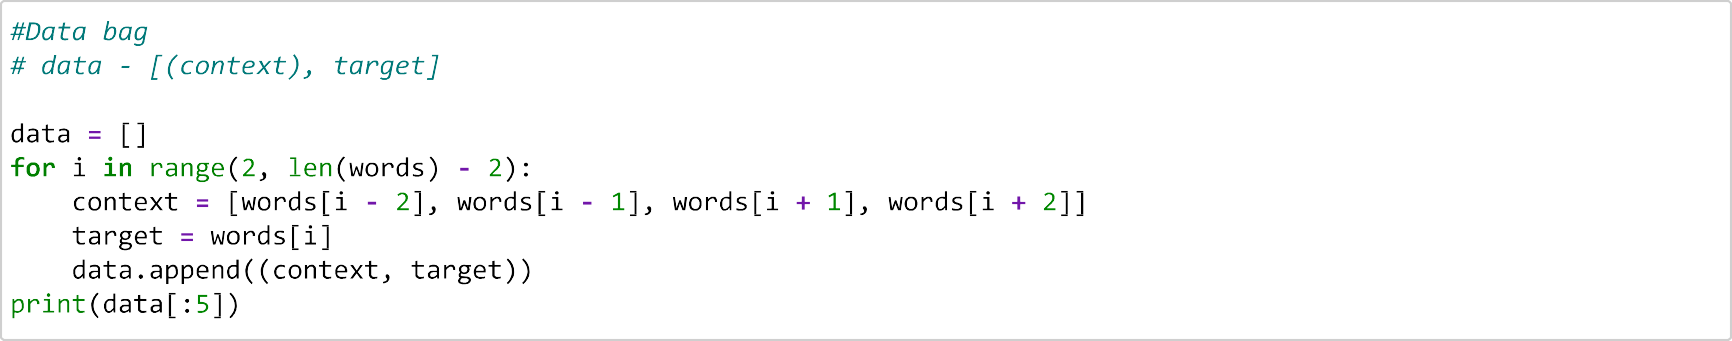 #Data bag
# data - [(context), target]

data = []
for i in range(2, len(words) - 2):
    context = [words[i - 2], words[i - 1], words[i + 1], words[i + 2]]
    target = words[i]
    data.append((context, target))
print(data[:5])